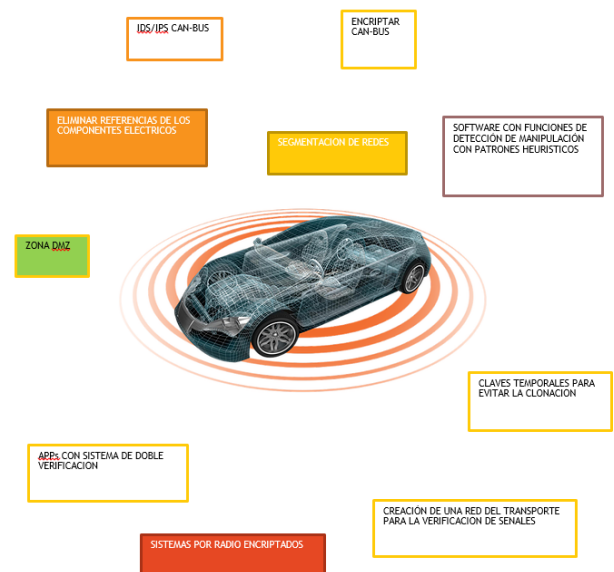 IDS/IPS CAN-BUS
ENCRIPTAR
CAN-BUS
ELIMINAR REFERENCIAS DE LOS
COMPONENTES ELECTRICOS
SEGMENTACION DE REDES
SOFTWARE CON FUNCIONES DE
DETECCIÓN DE MANIPULACIÓN
CON PATRONES HEURISTICOS
ZONA DMZ
CLAVES TEMPORALES PARA
EVITAR LA CLONACION
APPs CON SISTEMA DE DOBLE
VERIFICACION
CREACIÓN DE UNA RED DEL TRANSPORTE
PARA LA VERIFICACION DE SENALES
SISTEMAS POR RADIO ENCRIPTADOS